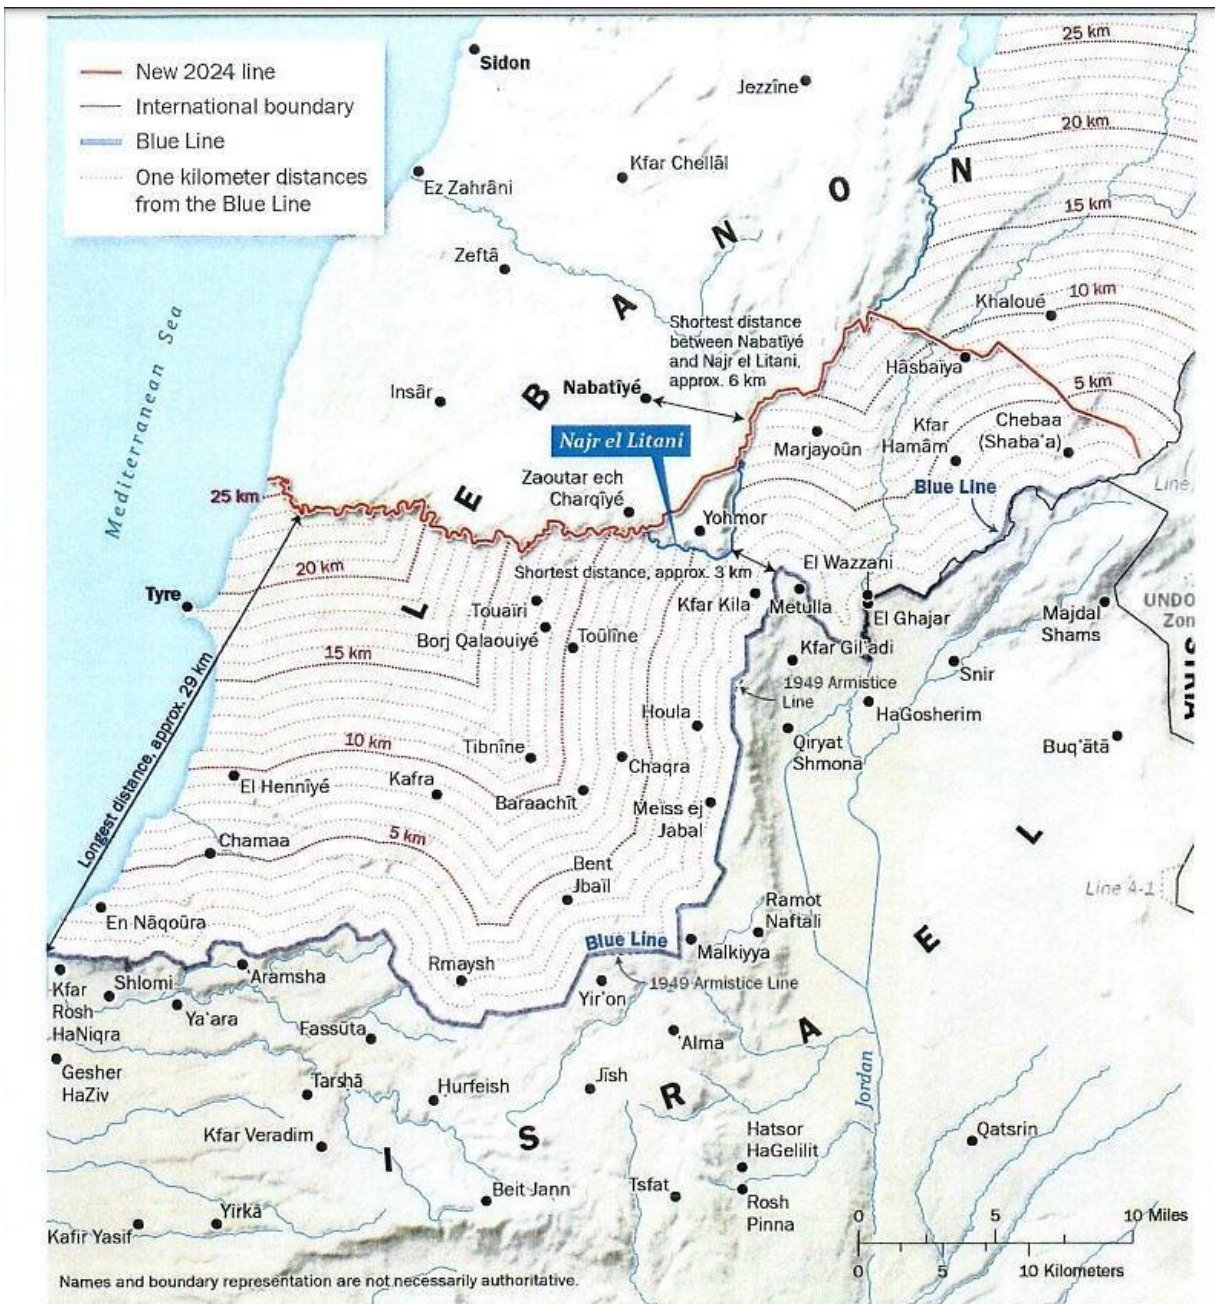 New 2024 line
International boundary
Blue Line
One kilometer distances
from the Blue Line
Sidon
Jezzîne
25 km
20 km
15 km
10 km
5 km
Kfar Chellâl
Ez Zahrâni
Zeftâ
L E B A N O N
Mediterranean Sea
Khaloué
Shortest distance
between Nabatîyé
and Najr el Litani,
approx. 6 km
Hâsbaïya
Insâr
Nabatîyé
Najr el Litani
Marjayoûn
Kfar
Hamâm
Chebaa
(Shaba'a)
Zaoutar ech
Charqîyé
Blue Line
Line
25 km
Yohmor
20 km
Shortest distance, approx. 3 km
El Wazzani
Tyre
Touaïri
Kfar Kila
Metulla
El Ghajar
Majdal
Shams
UNDO
Zon
Borj Qalaouiyé
Toûlîne
Kfar Gil'adi
15 km
Snir
1949 Armistice
Line
Longest distance, approx. 29 km
Houla
HaGosherim
10 km
Tibnîne
Qiryat
Shmona
Buq'ātā
El Hennîyé
Kafra
Chaqra
Baraachît
Meïss ej
Jabal
5 km
Chamaa
Bent
Jbaïl
Line A-1
En Nâqoûra
Ramot
Naftali
Blue Line
Malkiyya
Rmaysh
Aramsha
Shlomi
Kfar
Rosh
HaNiqra
Yir'on
1949 Armistice Line
Ya'ara
Fassūta
'Alma
Gesher
HaZiv
Tarshā
Hurfeish
Jīsh
Jordan
I S R A E L
Kfar Veradim
Hatsor
HaGelilit
Qatsrin
Beit Jann
Tsfat
Rosh
Pinna
Yirkā
Kafir Yasif
0 5 10 Miles
0 5 10 Kilometers
Names and boundary representation are not necessarily authoritative.